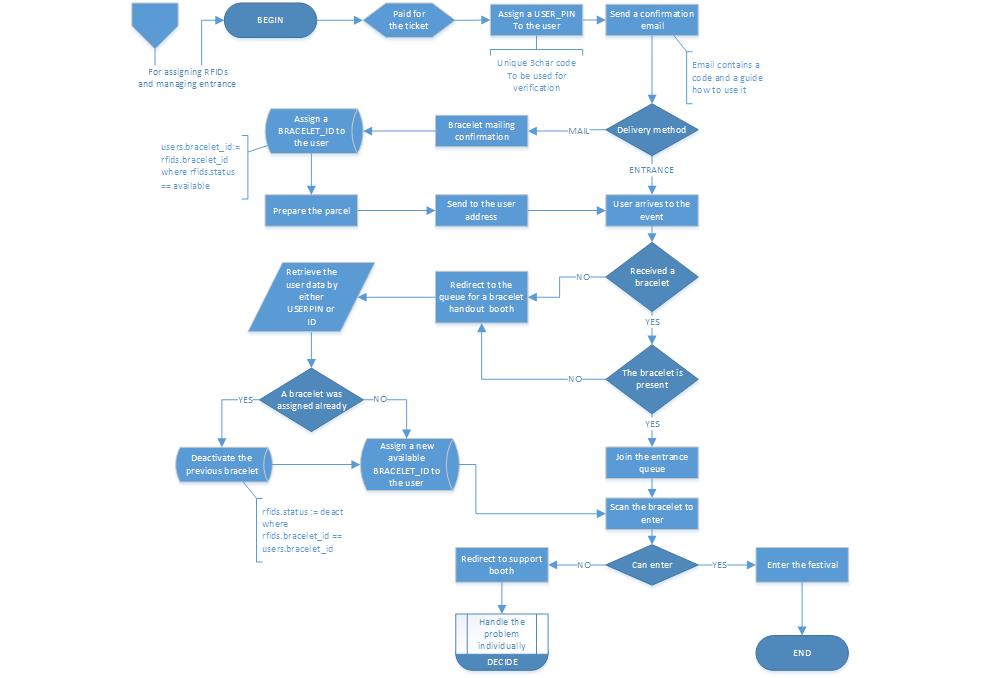 BEGIN
Paid for
the ticket
Assign a USER_PIN
To the user
Send a confirmation
email
For assigning RFIDs
and managing entrance
Unique 3char code
To be used for
verification
Email contains a
code and a guide
how to use it
Delivery method
MAIL
Bracelet mailing
confirmation
Assign a
BRACELET_ID to
the user
users.bracelet_id:=
rfids.bracelet_id
where rfids.status
== available
ENTRANCE
Prepare the parcel
Send to the user
address
User arrives to the
event
Received a
bracelet
NO
Redirect to the
queue for a bracelet
handout booth
Retrieve the
user data by
either
USERPIN or
ID
YES
The bracelet is
present
NO
A bracelet was
assigned already
YES
NO
YES
Deactivate the
previous bracelet
Assign a new
available
BRACELET_ID to
the user
Join the entrance
queue
rfids.status := deact
where
rfids.bracelet_id ==
users.bracelet_id
Scan the bracelet to
enter
Can enter
NO
YES
Redirect to support
booth
Enter the festival
Handle the
problem
individually
DECIDE
END